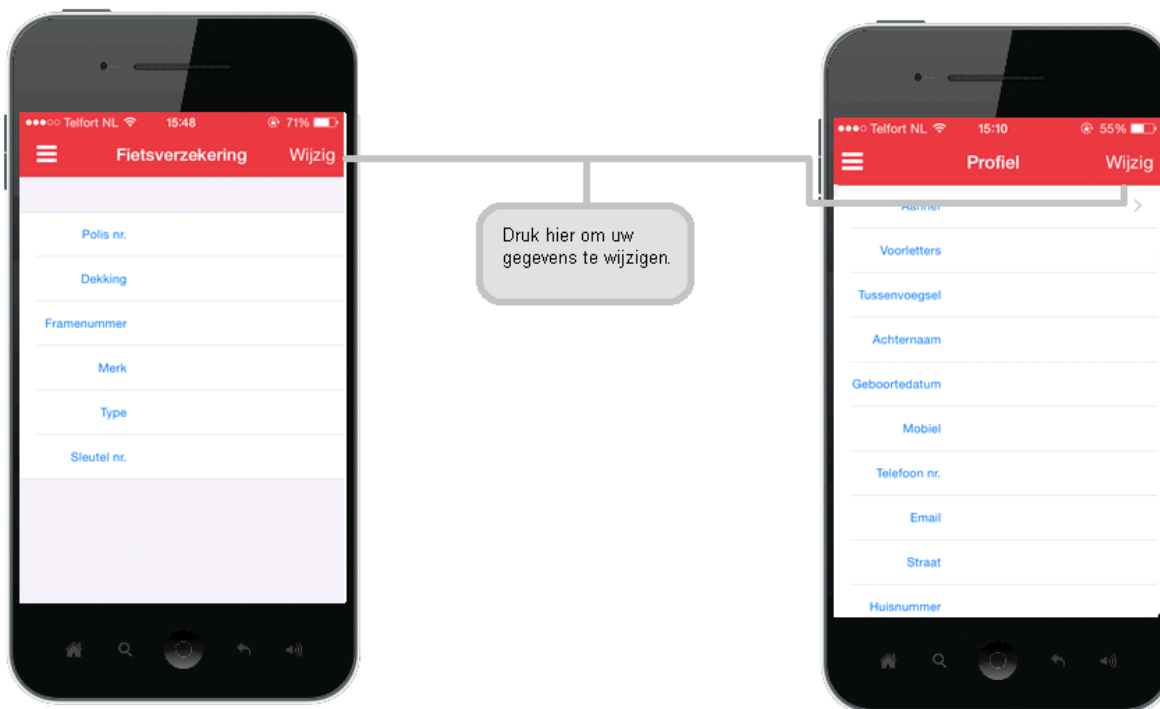 Telfort NL 15:48 71%
Fietsverzekering Wijzig
Polis nr.
Dekking
Framenummer
Merk
Type
Sleutel nr.
Druk hier om uw
gegevens te wijzigen.
Telfort NL 15:10 55%
Profiel Wijzig
Voorletters
Tussenvoegsel
Achternaam
Geboortedatum
Mobiel
Telefoon nr.
Email
Straat
Huisnummer